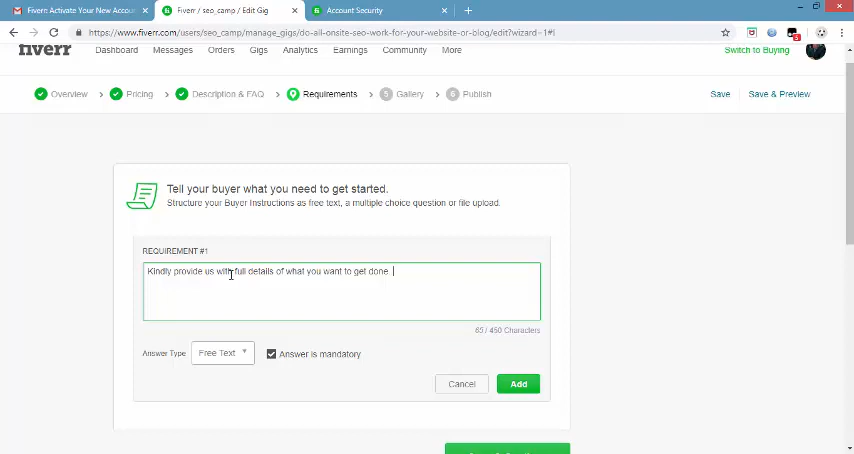 Fiverr: Activate Your New Accou
Fiverr / seo_camp / Edit Gig
Account Security
https://www.fiverr.com/users/seo_camp/manage_gigs/do-all-onsite-seo-work-for-your-website-or-blog/edit?wizard=1#l
fiverr
Dashboard Messages Orders Gigs Analytics Earnings Community More Switch to Buying
Overview Pricing Description & FAQ Requirements 5 Gallery 6 Publish Save Save & Preview
Tell your buyer what you need to get started.
Structure your Buyer Instructions as free text, a multiple choice question or file upload.
REQUIREMENT #1
Kindly provide us with full details of what you want to get done.
65 / 450 Characters
Answer Type Free Text Answer is mandatory
Cancel Add